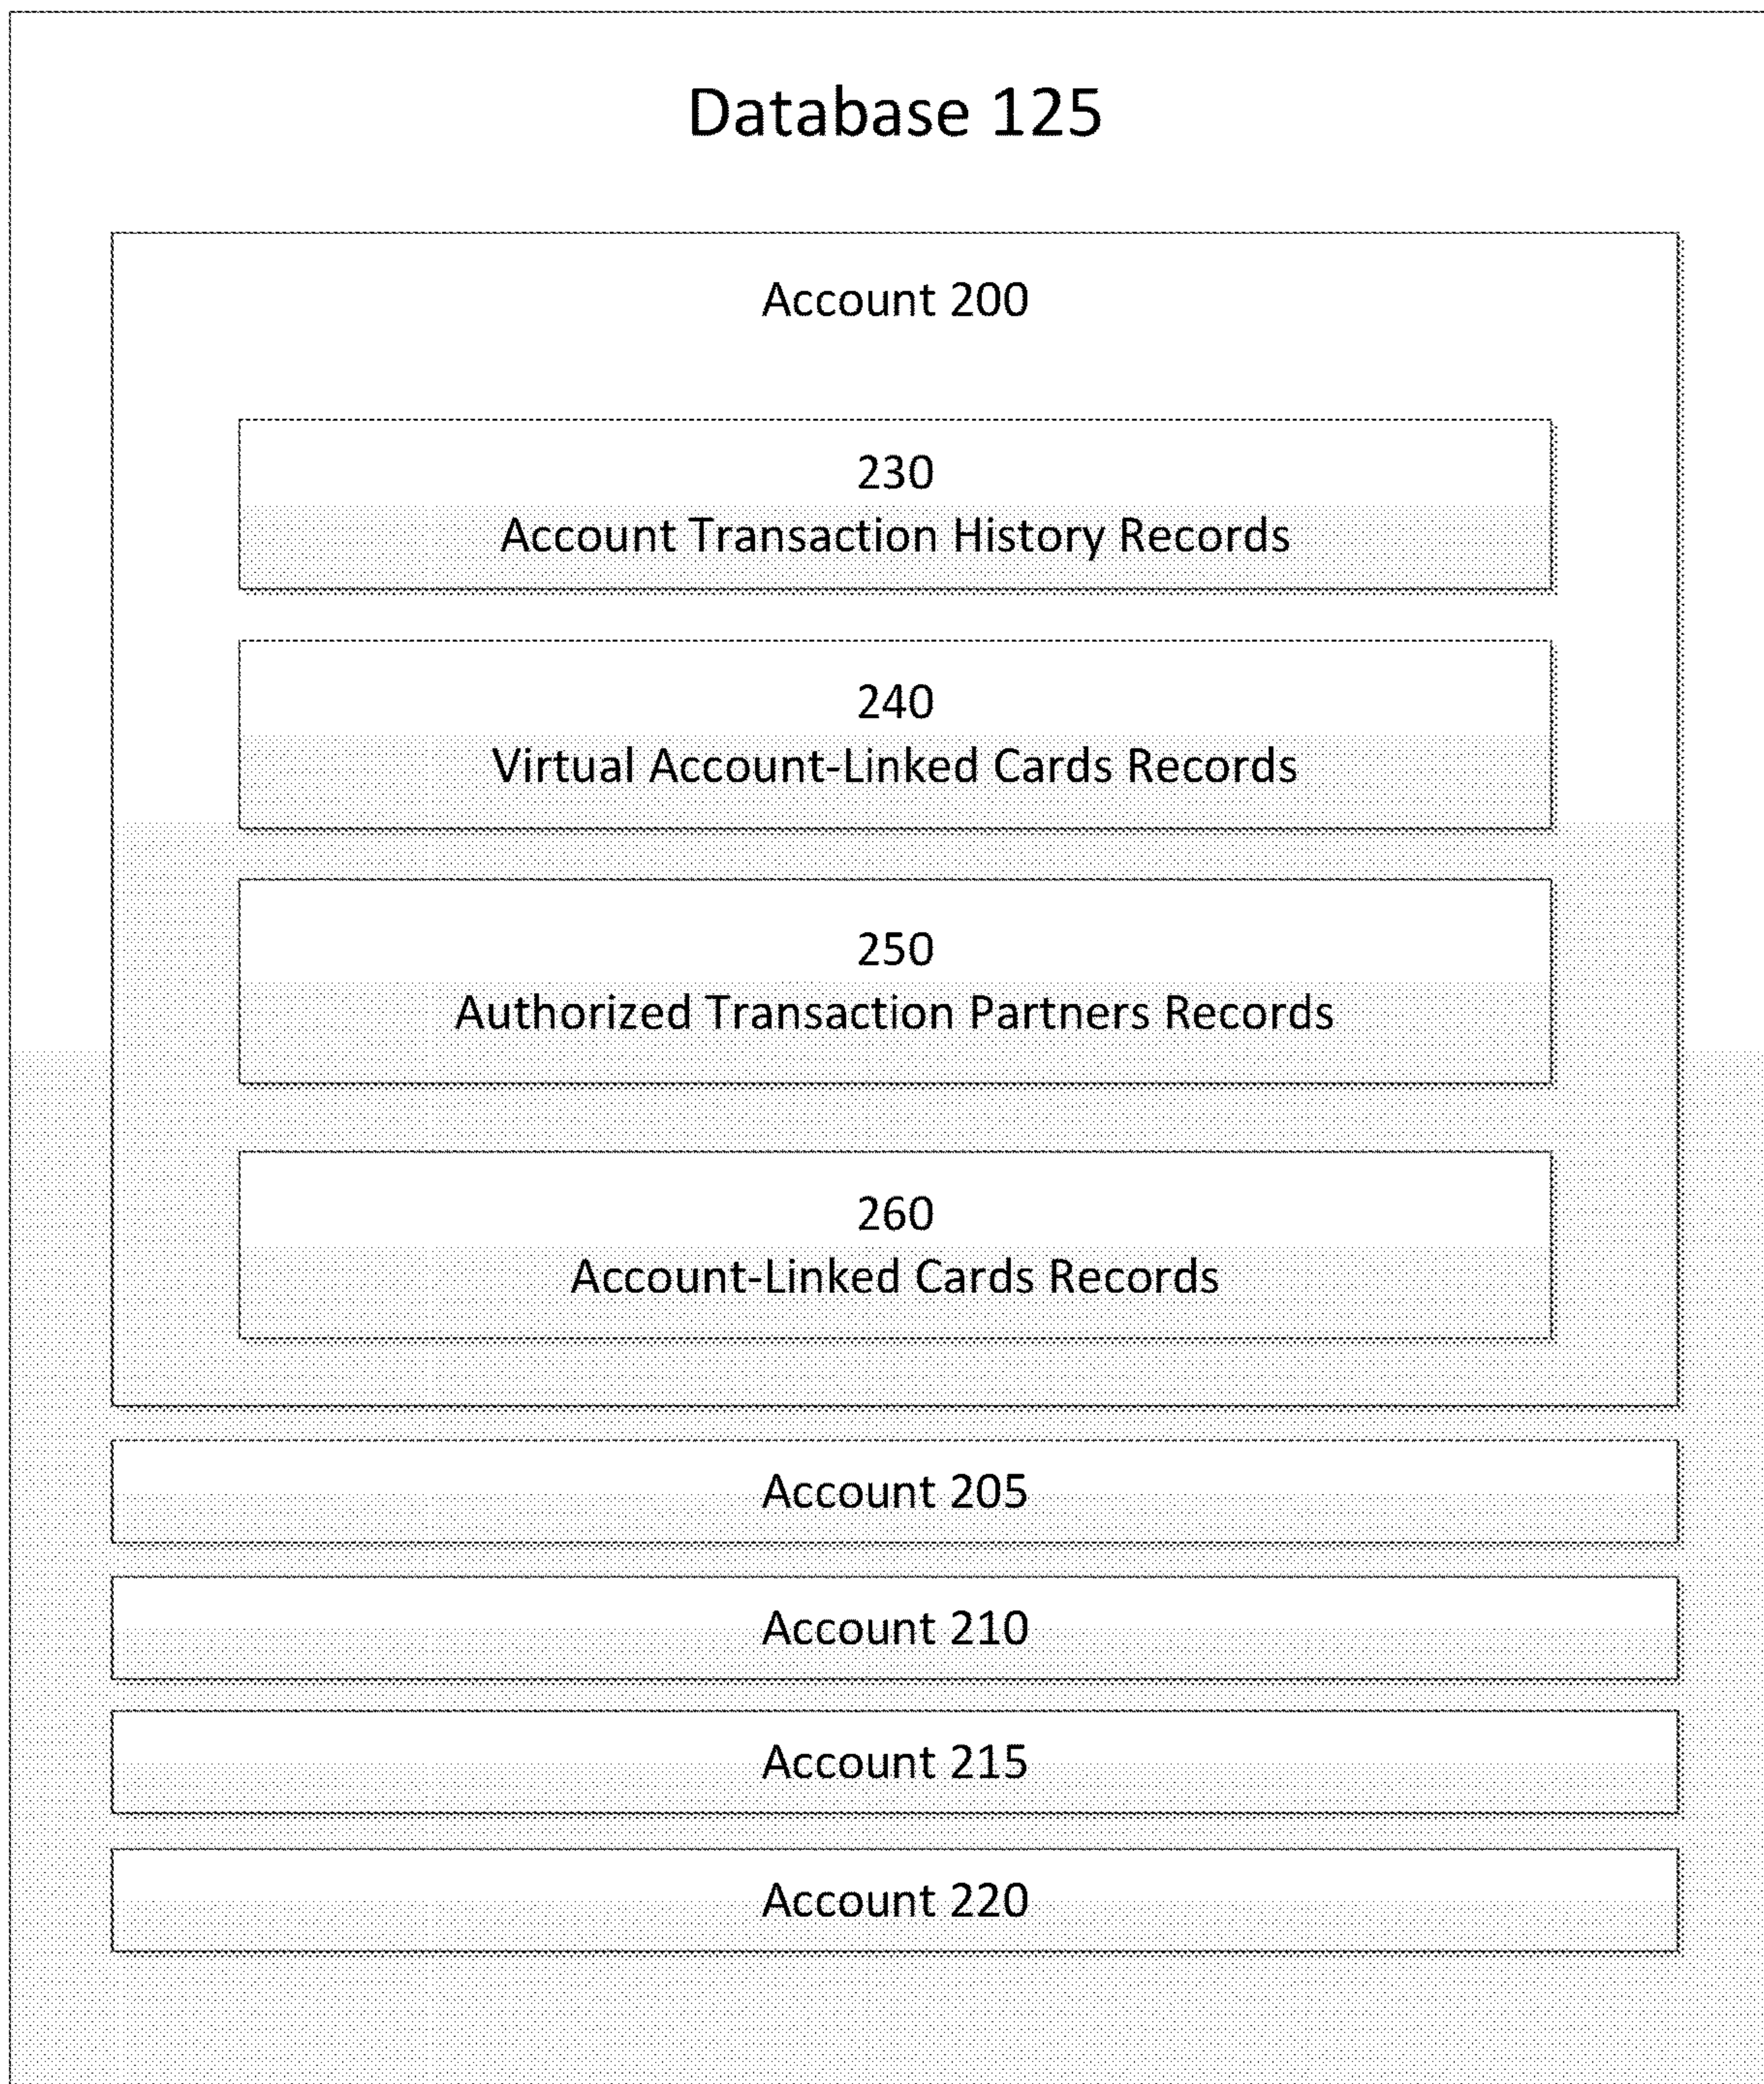 Database 125
Account 200
230
Account Transaction History Records
240
Virtual Account-Linked Cards Records
250
Authorized Transaction Partners Records
260
Account-Linked Cards Records
Account 205
Account 210
Account 215
Account 220